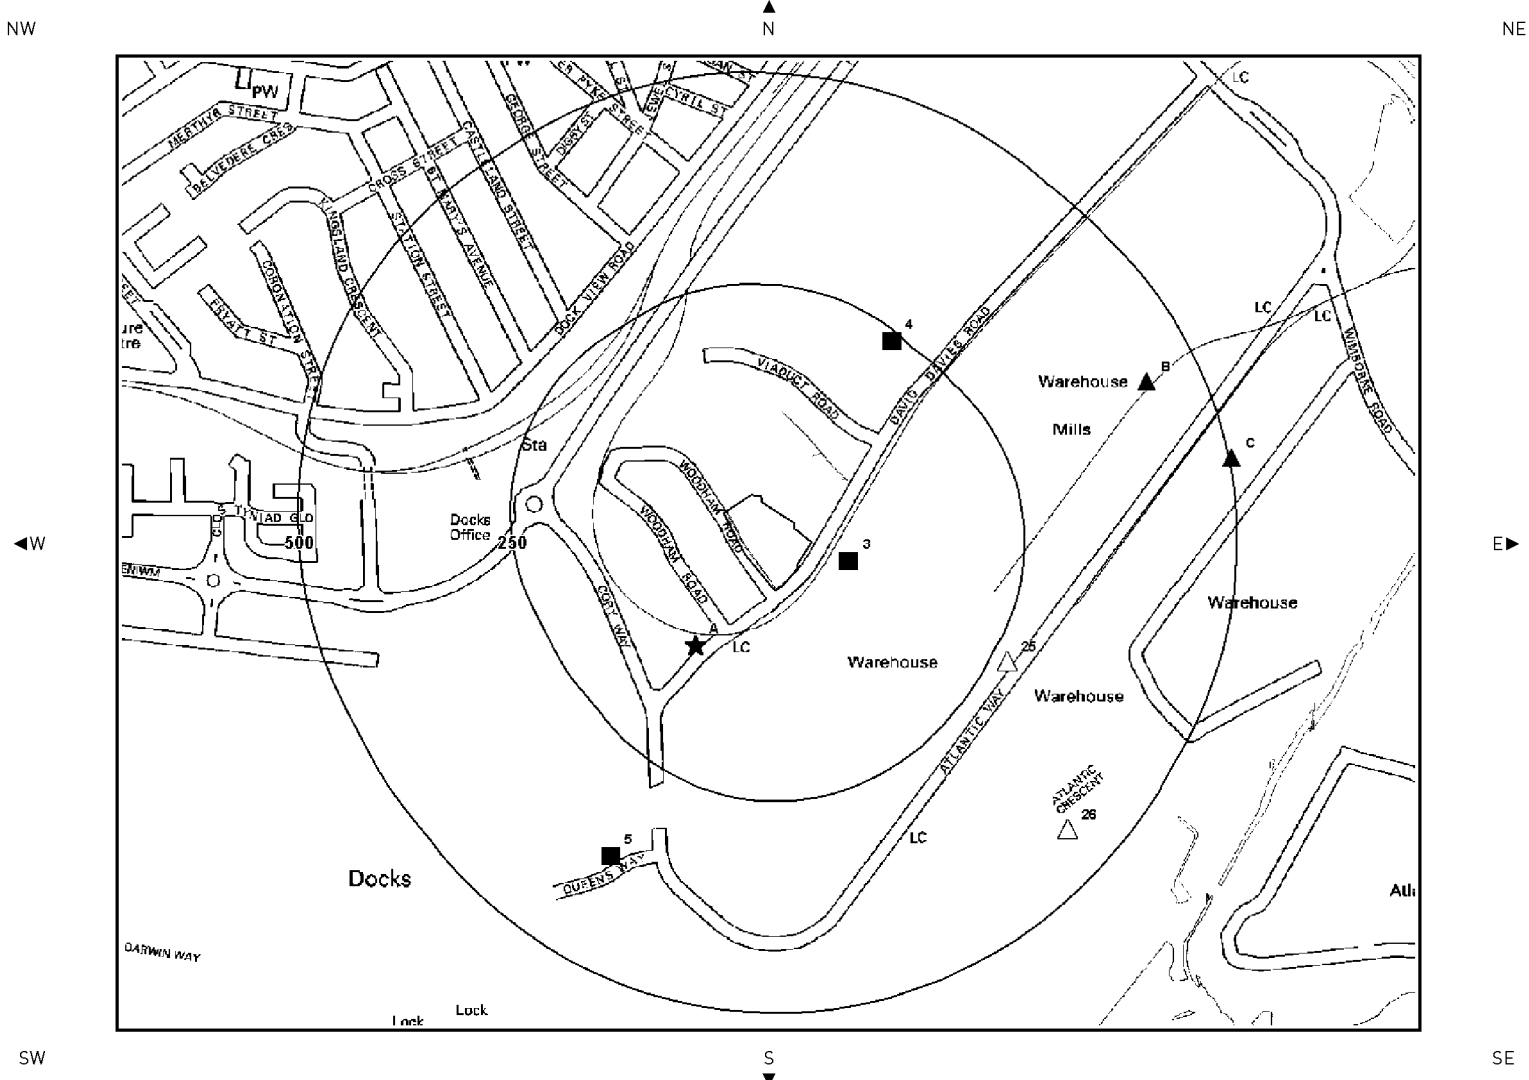 NW
N
NE
LC
PW
CYRIL ST
MERTHYR STREET
BELVEDERE CRES
GEORGE STREET
DIGBY ST
CROSS STREET
CASTLELAND STREET
ST MARY'S AVENUE
STATION STREET
KINGSLAND CRESCENT
CORONATION STREE
PYATT ST
DOCK VIEW ROAD
LC
LC
4
DAVID DAVIES ROAD
VIADUCT ROAD
WIMBORNE ROAD
Warehouse
B
Mills
C
Sta
WOODHAM ROAD
WOODHAM ROAD
Docks
Office
500
250
3
W
E
CORY WAY
A
LC
Warehouse
Warehouse
25
Warehouse
ATLANTIC WAY
ATLANTIC
CRESCENT
26
LC
5
QUEENS WAY
Docks
Atl
DARWIN WAY
Lock
Lock
SW
S
SE